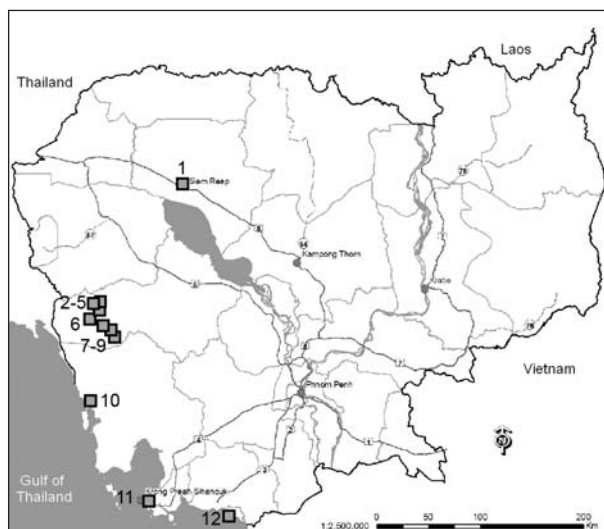 Laos
Thailand
1
Siem Reap
Kampong Thom
2-5
6
7-9
Kratie
Vietnam
10
Phnom Penh
Gulf of
Thailand
11
Krong Preah Sihanouk
12
1:2,500,000
0
50
100
200
Km